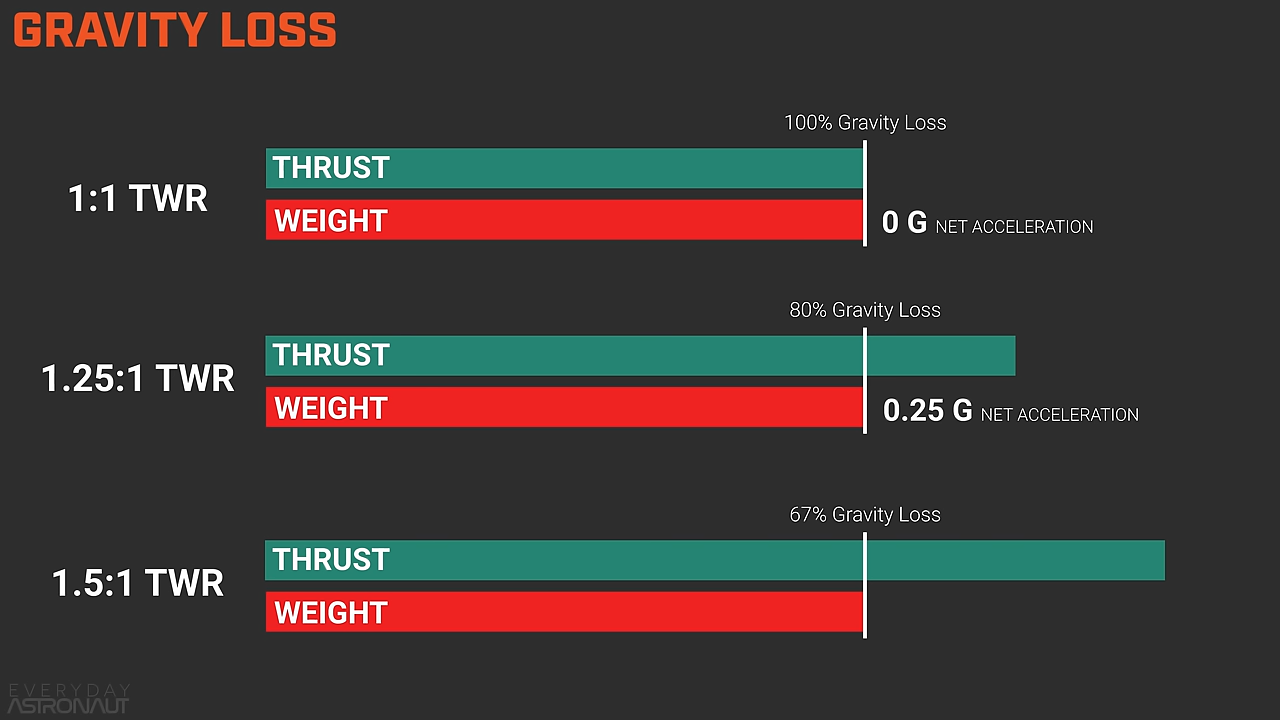 GRAVITY LOSS
100% Gravity Loss
1:1 TWR
THRUST
WEIGHT
0 G NET ACCELERATION
80% Gravity Loss
1.25:1 TWR
THRUST
WEIGHT
0.25 G NET ACCELERATION
67% Gravity Loss
1.5:1 TWR
THRUST
WEIGHT
EVERYDAY
ASTRONAUT